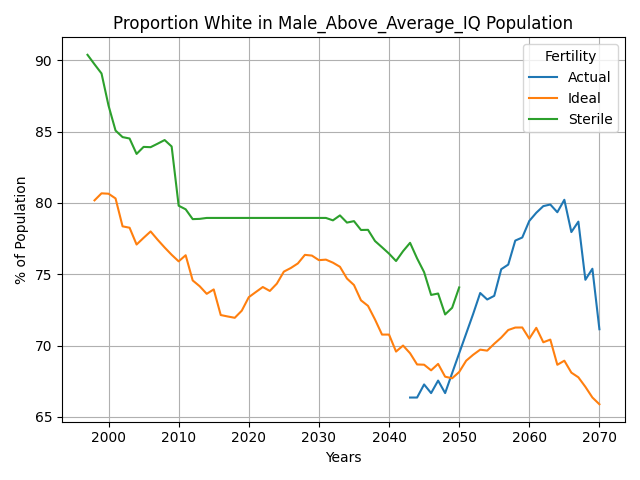 Proportion White in Male_Above_Average_IQ Population
Fertility
Actual
Ideal
Sterile
% of Population
90
85
80
75
70
65
2000
2010
2020
2030
2040
2050
2060
2070
Years